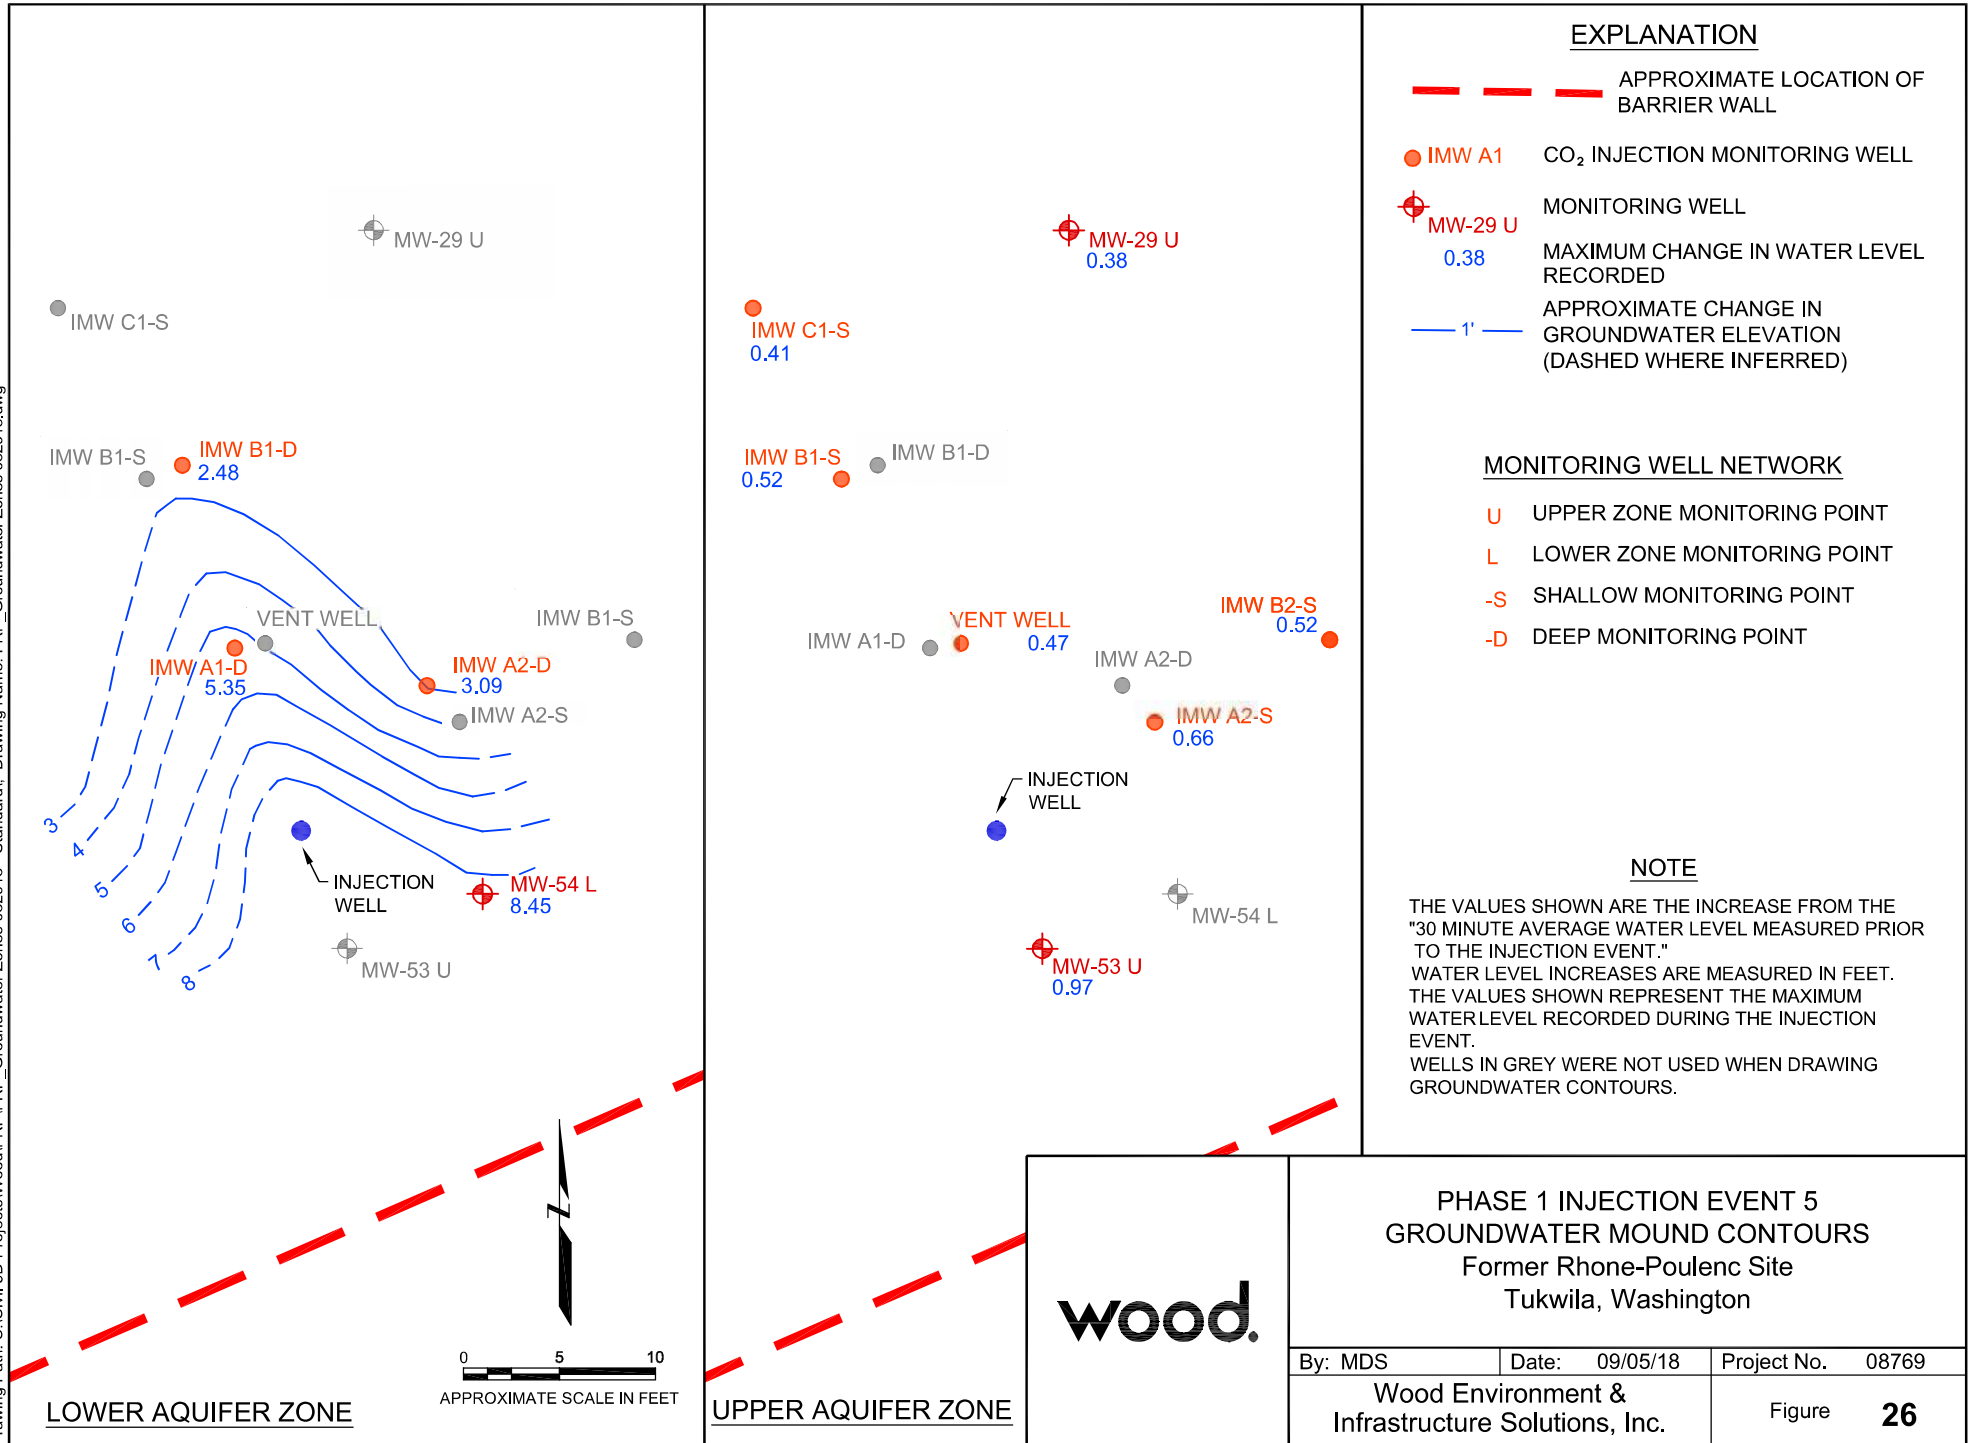 MW-29 U
IMW C1-S
IMW B1-S
IMW B1-D
2.48
VENT WELL
IMW B1-S
IMW A1-D
5.35
IMW A2-D
3.09
IMW A2-S
3
4
5
6
7
8
INJECTION
WELL
MW-54 L
8.45
MW-53 U
N
0 5 10
APPROXIMATE SCALE IN FEET
LOWER AQUIFER ZONE
MW-29 U
0.38
IMW C1-S
0.41
IMW B1-S
0.52
IMW B1-D
IMW A1-D
VENT WELL
0.47
IMW B2-S
0.52
IMW A2-D
IMW A2-S
0.66
INJECTION
WELL
MW-54 L
MW-53 U
0.97
UPPER AQUIFER ZONE
EXPLANATION
APPROXIMATE LOCATION OF
BARRIER WALL
IMW A1 CO₂ INJECTION MONITORING WELL
MW-29 U MONITORING WELL
0.38 MAXIMUM CHANGE IN WATER LEVEL
RECORDED
1' APPROXIMATE CHANGE IN
GROUNDWATER ELEVATION
(DASHED WHERE INFERRED)
MONITORING WELL NETWORK
U UPPER ZONE MONITORING POINT
L LOWER ZONE MONITORING POINT
-S SHALLOW MONITORING POINT
-D DEEP MONITORING POINT
NOTE
THE VALUES SHOWN ARE THE INCREASE FROM THE
"30 MINUTE AVERAGE WATER LEVEL MEASURED PRIOR
TO THE INJECTION EVENT."
WATER LEVEL INCREASES ARE MEASURED IN FEET.
THE VALUES SHOWN REPRESENT THE MAXIMUM
WATER LEVEL RECORDED DURING THE INJECTION
EVENT.
WELLS IN GREY WERE NOT USED WHEN DRAWING
GROUNDWATER CONTOURS.
wood.
PHASE 1 INJECTION EVENT 5
GROUNDWATER MOUND CONTOURS
Former Rhone-Poulenc Site
Tukwila, Washington
By: MDS Date: 09/05/18 Project No. 08769
Wood Environment &
Infrastructure Solutions, Inc.
Figure 26